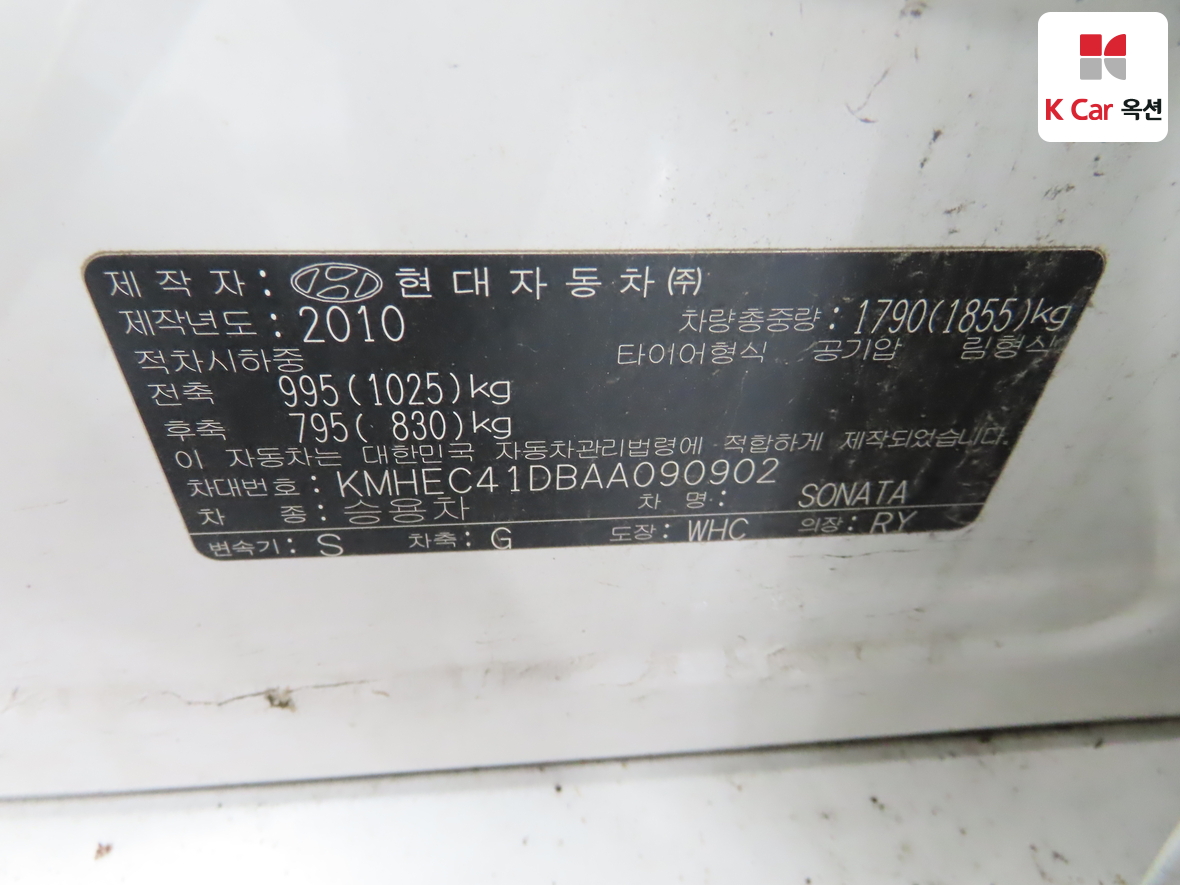 K Car 옥션
제 작 자 : 현 대 자 동 차 ㈜
제작년도 : 2010 차량총중량 : 1790(1855)kg
적차시하중 타이어형식 공기압 림형식
전축 995(1025)kg
후축 795( 830)kg
이 자동차는 대한민국 자동차관리법령에 적합하게 제작되었습니다.
차대번호 : KMHEC41DBAA090902
차 종 : 승용차 차 명 : SONATA
변속기 : S 차축 : G 도장 : WHC 의장 : RY